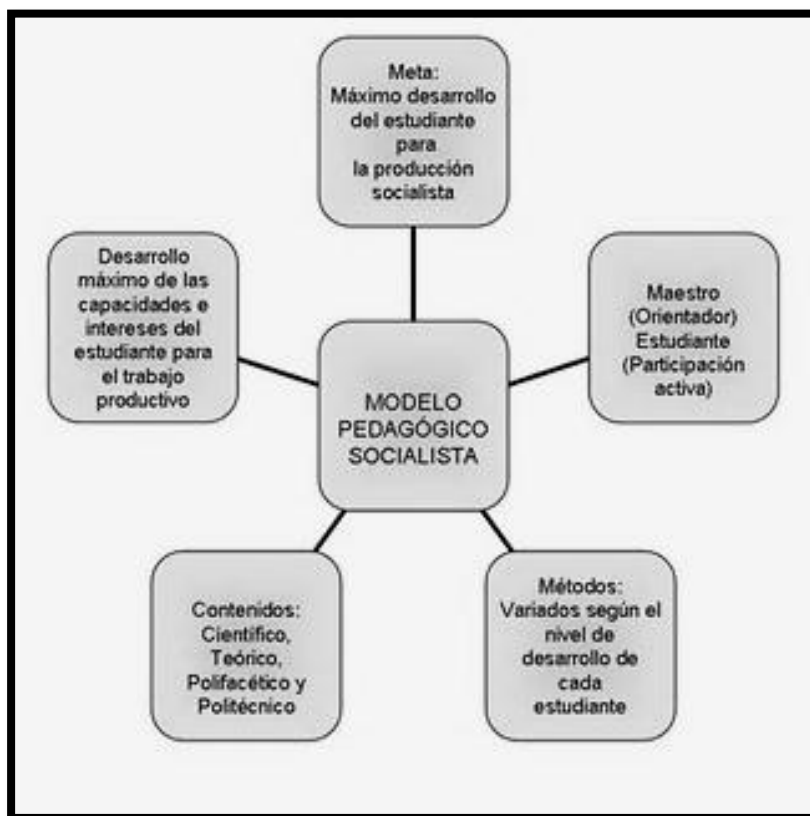 Meta:
Máximo desarrollo
del estudiante
para
la producción
socialista
Desarrollo
máximo de las
capacidades e
intereses del
estudiante para
el trabajo
productivo
Maestro
(Orientador)
Estudiante
(Participación
activa)
MODELO
PEDAGÓGICO
SOCIALISTA
Contenidos:
Científico,
Teórico,
Polifacético y
Politécnico
Métodos:
Variados según el
nivel de
desarrollo de
cada
estudiante